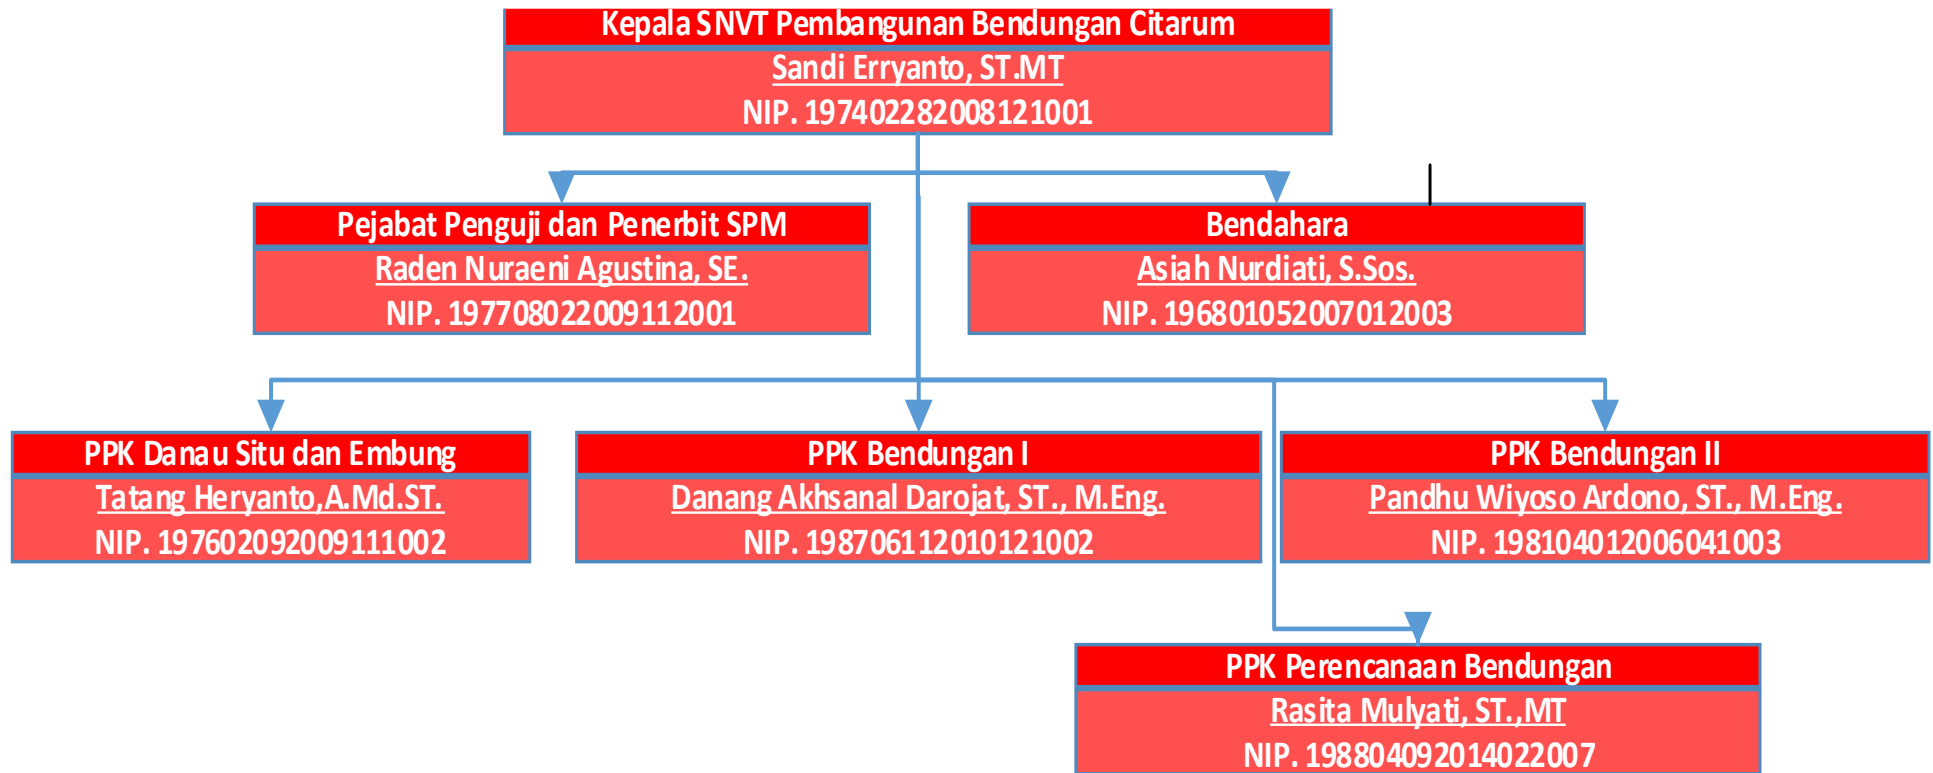 Kepala SNVT Pembangunan Bendungan Citarum
Sandi Erryanto, ST.MT
NIP. 197402282008121001
Pejabat Penguji dan Penerbit SPM
Raden Nuraeni Agustina, SE.
NIP. 197708022009112001
Bendahara
Asiah Nurdiati, S.Sos.
NIP. 196801052007012003
PPK Danau Situ dan Embung
Tatang Heryanto,A.Md.ST.
NIP. 197602092009111002
PPK Bendungan I
Danang Akhsanal Darojat, ST., M.Eng.
NIP. 198706112010121002
PPK Bendungan II
Pandhu Wiyoso Ardono, ST., M.Eng.
NIP. 198104012006041003
PPK Perencanaan Bendungan
Rasita Mulyati, ST.,MT
NIP. 198804092014022007